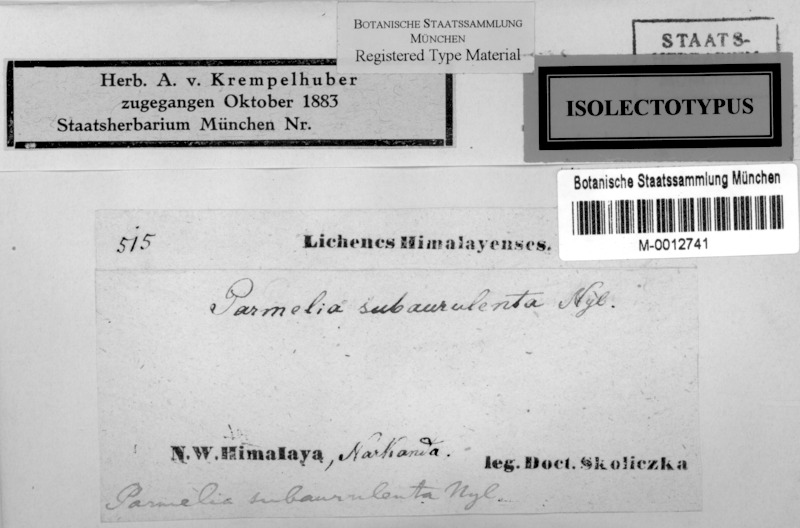 BOTANISCHE STAATSSAMMLUNG
MÜNCHEN
Registered Type Material
STAATS-
Herb. A. v. Krempelhuber
zugegangen Oktober 1883
Staatsherbarium München Nr.
ISOLECTOTYPUS
Botanische Staatssammlung München
M-0012741
515
Lichenes Himalayenses.
Parmelia subaurulenta Nyl.
N.W. Himalaya, Narkanda.
leg. Doct. Skoliczka
Parmelia subaurulenta Nyl.